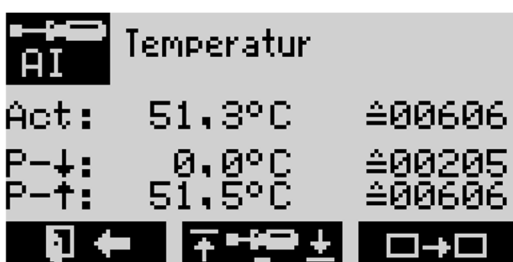 AI Temperatur
Act: 51,3°C ≙00606
P-↓: 0,0°C ≙00205
P-↑: 51,5°C ≙00606